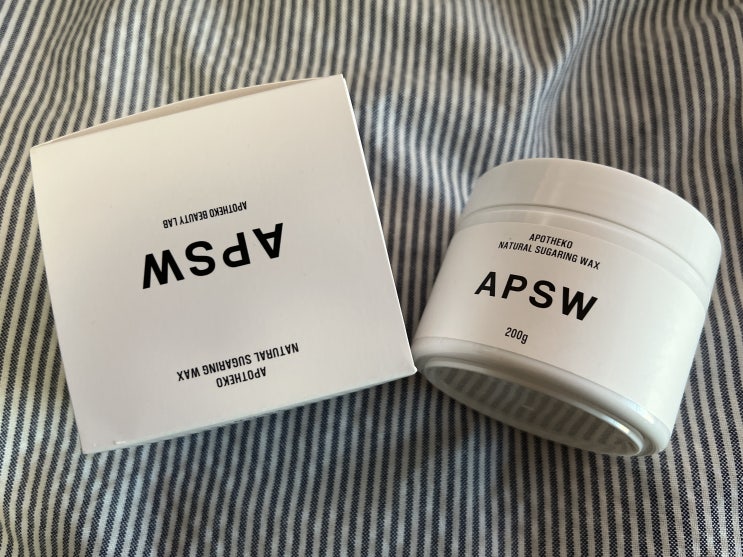 APOTHEKO
NATURAL SUGARING WAX
APSW
APOTHEKO BEAUTY LAB
APOTHEKO
NATURAL SUGARING WAX
APSW
200g